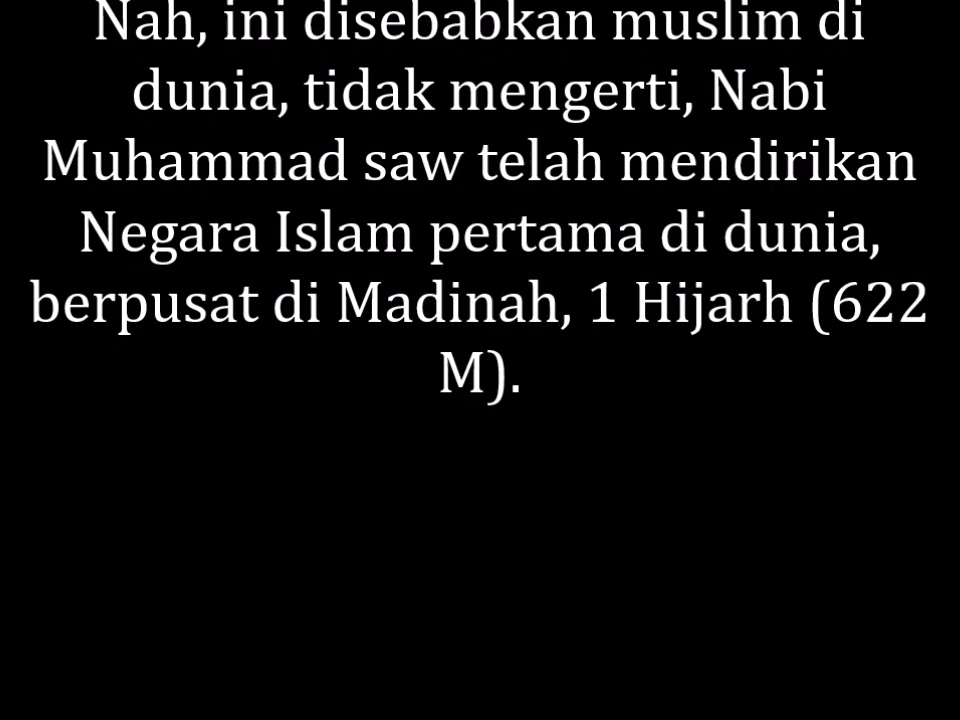 Nah, ini disebabkan muslim di
dunia, tidak mengerti, Nabi
Muhammad saw telah mendirikan
Negara Islam pertama di dunia,
berpusat di Madinah, 1 Hijarh (622
M).